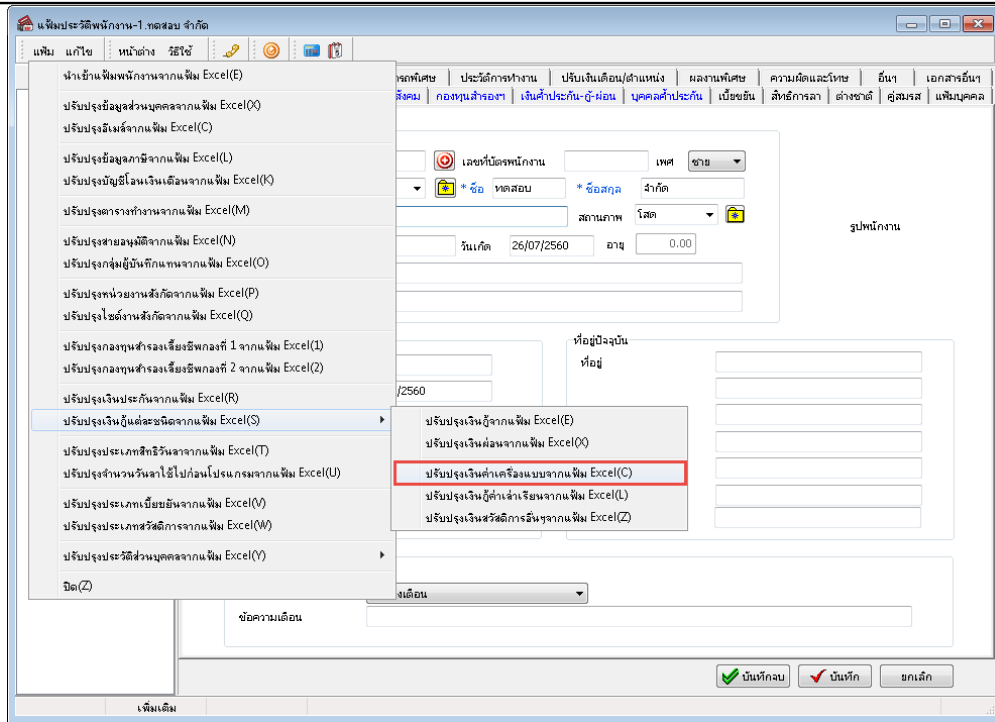 แฟ้มประวัติพนักงาน-1.ทดสอบ จำกัด
แฟ้ม แก้ไข หน้าต่าง วิธีใช้
นำเข้าแฟ้มพนักงานจากแฟ้ม Excel(E)
ปรับปรุงข้อมูลส่วนบุคคลจากแฟ้ม Excel(X)
ปรับปรุงอีเมล์จากแฟ้ม Excel(C)
ปรับปรุงข้อมูลภาษีจากแฟ้ม Excel(L)
ปรับปรุงบัญชีโอนเงินเดือนจากแฟ้ม Excel(K)
ปรับปรุงตารางทำงานจากแฟ้ม Excel(M)
ปรับปรุงสายอนุมัติจากแฟ้ม Excel(N)
ปรับปรุงกลุ่มผู้บันทึกแทนจากแฟ้ม Excel(O)
ปรับปรุงหน่วยงานสังกัดจากแฟ้ม Excel(P)
ปรับปรุงไซต์งานสังกัดจากแฟ้ม Excel(Q)
ปรับปรุงกองทุนสำรองเลี้ยงชีพกองที่ 1 จากแฟ้ม Excel(1)
ปรับปรุงกองทุนสำรองเลี้ยงชีพกองที่ 2 จากแฟ้ม Excel(2)
ปรับปรุงเงินประกันจากแฟ้ม Excel(R)
ปรับปรุงเงินกู้แต่ละชนิดจากแฟ้ม Excel(S)
ปรับปรุงประเภทสิทธิวันลาจากแฟ้ม Excel(T)
ปรับปรุงจำนวนวันลาใช้ไปก่อนโปรแกรมจากแฟ้ม Excel(U)
ปรับปรุงประเภทเบี้ยขยันจากแฟ้ม Excel(V)
ปรับปรุงประเภทสวัสดิการจากแฟ้ม Excel(W)
ปรับปรุงประวัติส่วนบุคคลจากแฟ้ม Excel(Y)
ปิด(Z)
ปรับปรุงเงินกู้จากแฟ้ม Excel(E)
ปรับปรุงเงินผ่อนจากแฟ้ม Excel(X)
ปรับปรุงเงินค่าเครื่องแบบจากแฟ้ม Excel(C)
ปรับปรุงเงินกู้ค่าเล่าเรียนจากแฟ้ม Excel(L)
ปรับปรุงเงินสวัสดิการอื่นๆจากแฟ้ม Excel(Z)
ประวัติการทำงาน ปรับเงินเดือน/ตำแหน่ง ผลงานพิเศษ ความผิดและโทษ อื่นๆ เอกสารอื่นๆ
กองทุนสำรองฯ เงินค้ำประกัน-กู้-ผ่อน บุคคลค้ำประกัน เบี้ยขยัน สิทธิการลา ต่างชาติ คู่สมรส แฟ้มบุคคล
เลขที่บัตรพนักงาน เพศ ชาย
* ชื่อ ทดสอบ * ชื่อสกุล จำกัด
สถานภาพ โสด
วันเกิด 26/07/2560 อายุ 0.00
รูปพนักงาน
ที่อยู่ปัจจุบัน
ที่อยู่
/2560
ข้อความเตือน
บันทึกจบ บันทึก ยกเลิก
เพิ่มเติม